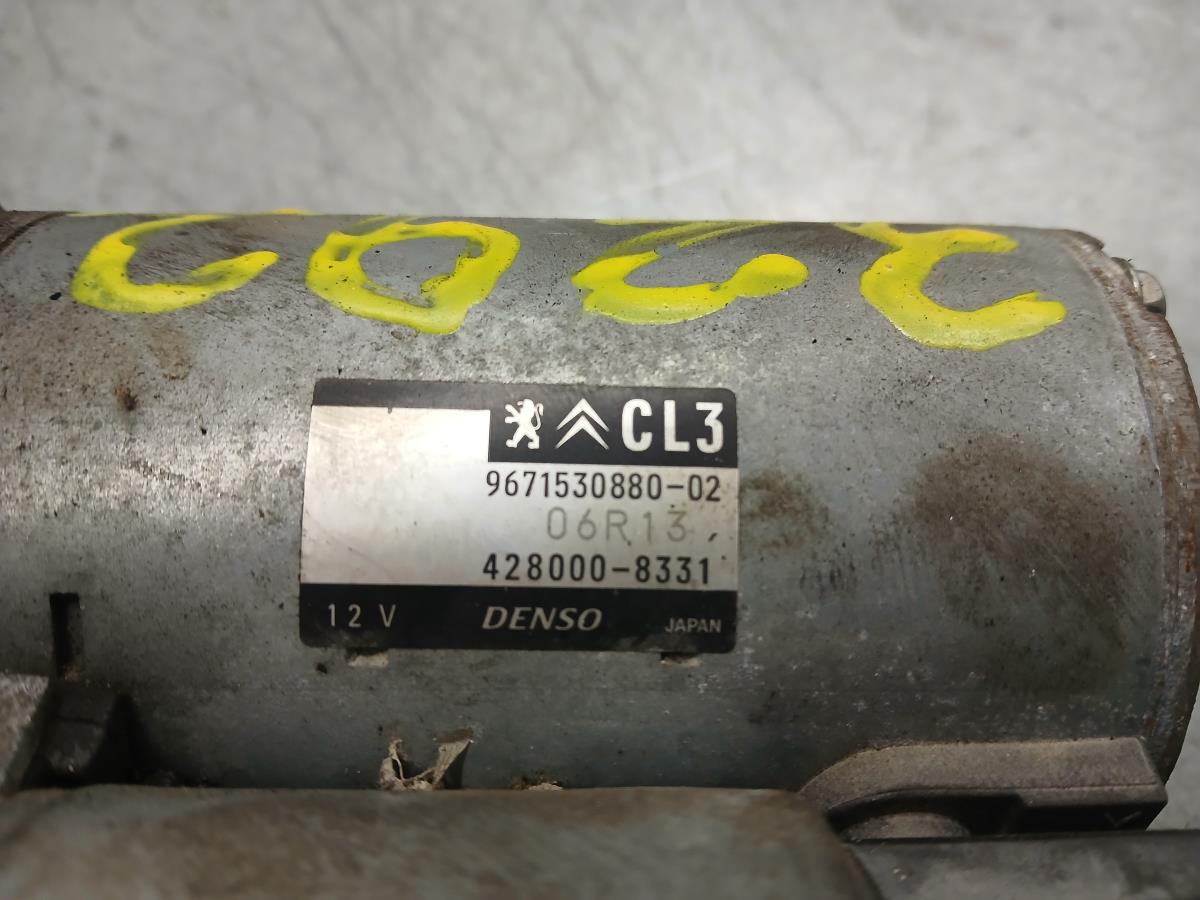 CL3
9671530880-02
06R13
428000-8331
12 V DENSO JAPAN